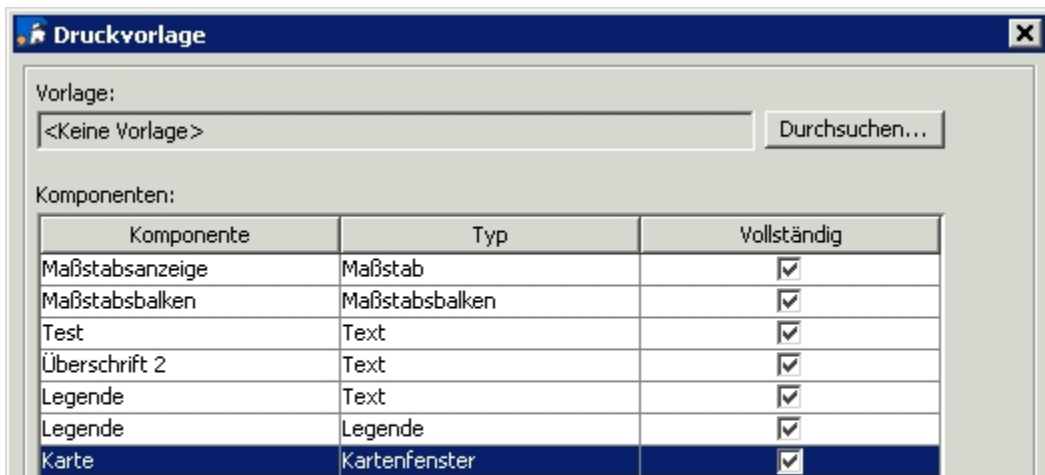 Druckvorlage
Vorlage:
<Keine Vorlage> Durchsuchen...
Komponenten:
Komponente Typ Vollständig
Maßstabsanzeige Maßstab
Maßstabsbalken Maßstabsbalken
Test Text
Überschrift 2 Text
Legende Text
Legende Legende
Karte Kartenfenster